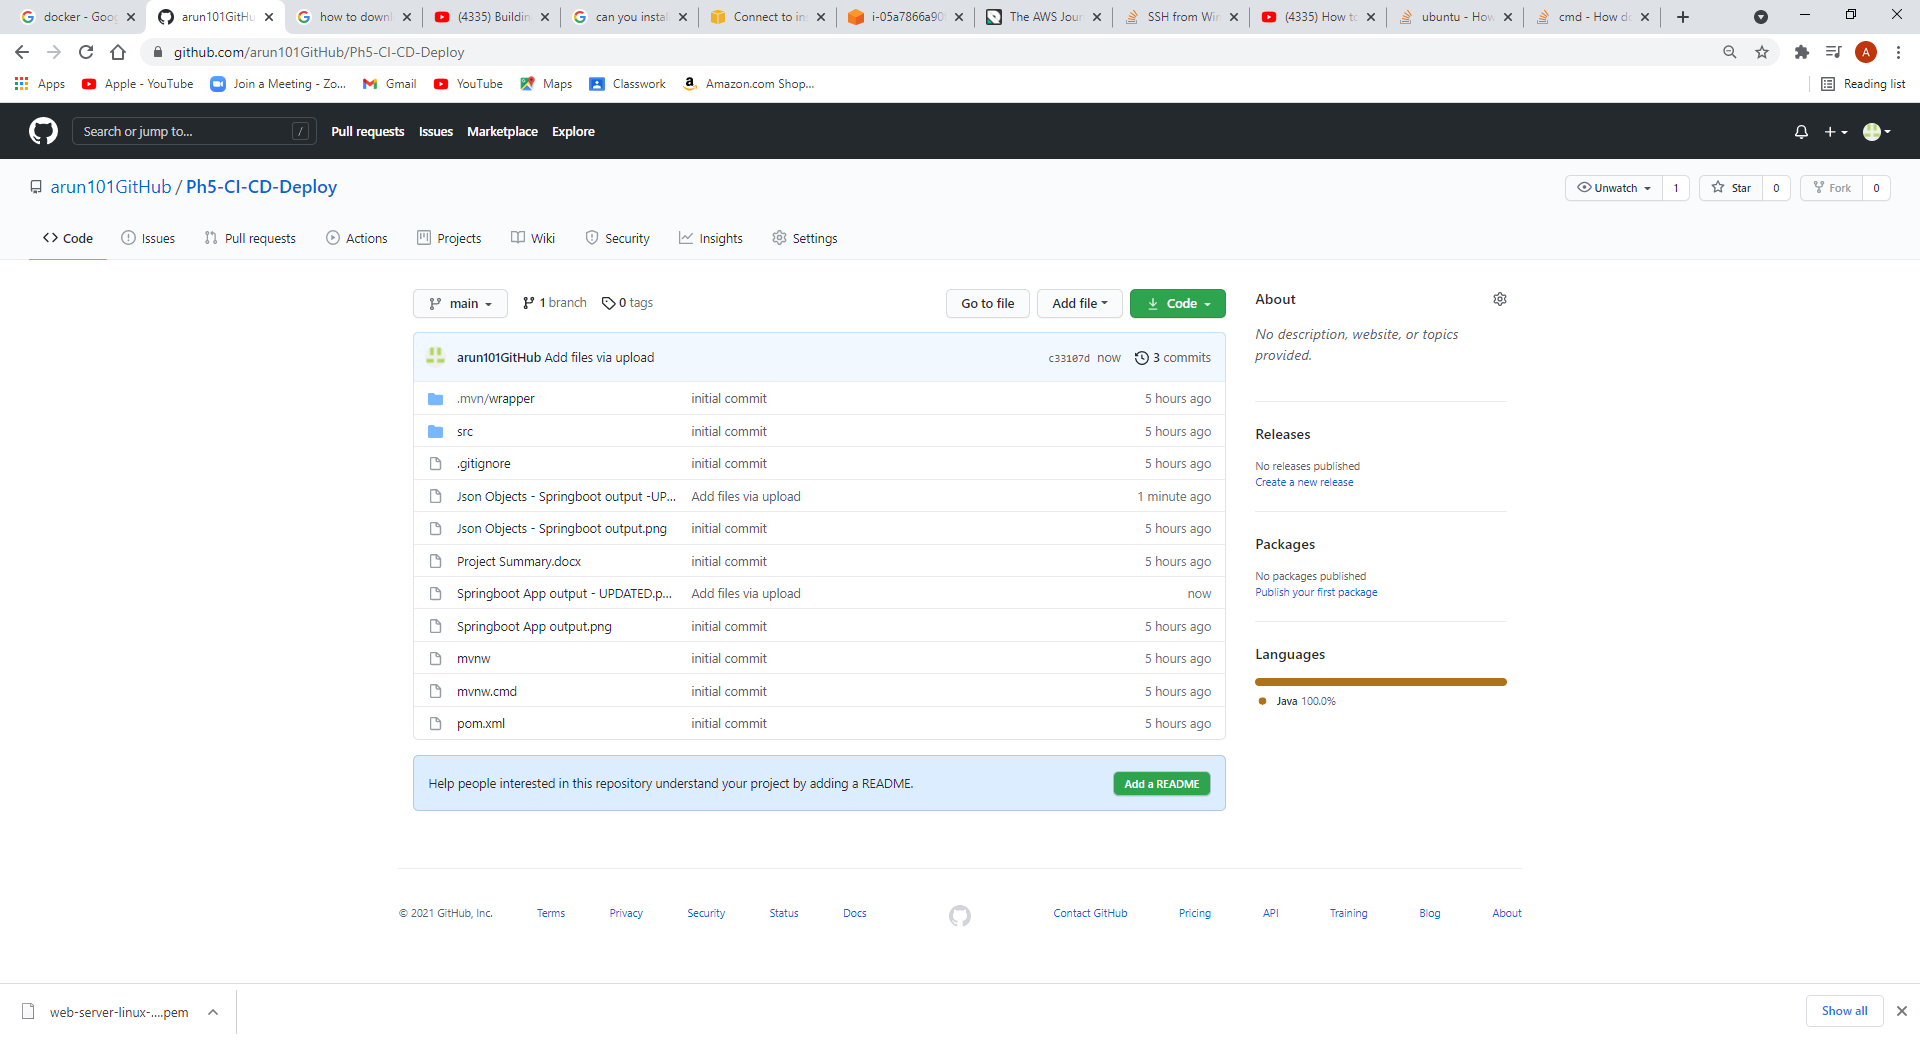 docker - Goog
arun101GitHu
how to downl
(4335) Buildin
can you instal
Connect to in
i-05a7866a90
The AWS Jour
SSH from Win
(4335) How to
ubuntu - How
cmd - How do
github.com/arun101GitHub/Ph5-CI-CD-Deploy
A
Apps Apple - YouTube Join a Meeting - Zo... Gmail YouTube Maps Classwork Amazon.com Shop... Reading list
Search or jump to... / Pull requests Issues Marketplace Explore
arun101GitHub / Ph5-CI-CD-Deploy Unwatch 1 Star 0 Fork 0
Code Issues Pull requests Actions Projects Wiki Security Insights Settings
main 1 branch 0 tags Go to file Add file Code
arun101GitHub Add files via upload c33107d now 3 commits
.mvn/wrapper initial commit 5 hours ago
src initial commit 5 hours ago
.gitignore initial commit 5 hours ago
Json Objects - Springboot output -UP... Add files via upload 1 minute ago
Json Objects - Springboot output.png initial commit 5 hours ago
Project Summary.docx initial commit 5 hours ago
Springboot App output - UPDATED.p... Add files via upload now
Springboot App output.png initial commit 5 hours ago
mvnw initial commit 5 hours ago
mvnw.cmd initial commit 5 hours ago
pom.xml initial commit 5 hours ago
Help people interested in this repository understand your project by adding a README. Add a README
About
No description, website, or topics
provided.
Releases
No releases published
Create a new release
Packages
No packages published
Publish your first package
Languages
Java 100.0%
© 2021 GitHub, Inc. Terms Privacy Security Status Docs Contact GitHub Pricing API Training Blog About
web-server-linux-....pem Show all